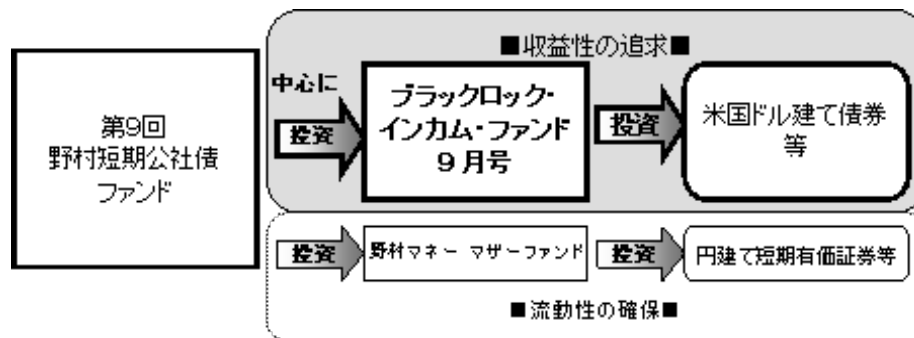 ■収益性の追求■
第9回
野村短期公社債
ファンド
中心に
投資
ブラックロック・
インカム・ファンド
9月号
投資
米国ドル建て債券
等
投資
野村マネー マザーファンド
投資
円建て短期有価証券等
■流動性の確保■